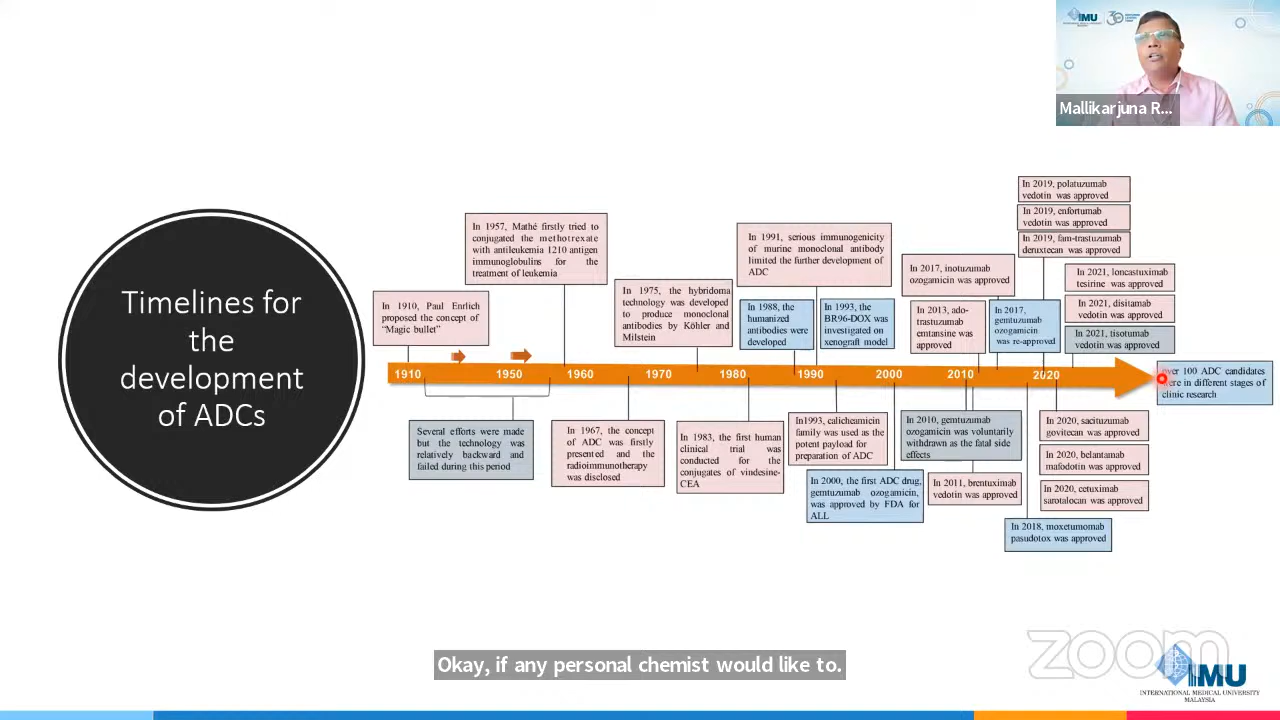 IMU
Mallikarjuna R...
Timelines for
the
development
of ADCs
In 1910, Paul Enrlich
proposed the concept of
“Magic bullet”
In 1957, Mathé firstly tried to
conjugated the methotrexate
with antileukemia 1210 antigen
immunoglobulins for the
treatment of leukemia
In 1975, the hybridoma
technology was developed
to produce monoclonal
antibodies by Köhler and
Milstein
In 1991, serious immunogenicity
of murine monoclonal antibody
limited the further development of
ADC
In 1988, the
humanized
antibodies were
developed
In 1993, the
BR96-DOX was
investigated on
xenograft model
In 2017, inotuzumab
ozogamicin was approved
In 2013, ado-
trastuzumab
emtansine was
approved
In 2017,
gemtuzumab
ozogamicin
was re-approved
In 2019, polatuzumab
vedotin was approved
In 2019, enfortumab
vedotin was approved
In 2019, fam-trastuzumab
deruxtecan was approved
In 2021, loncastuximab
tesirine was approved
In 2021, disitamab
vedotin was approved
In 2021, tisotumab
vedotin was approved
1910 1950 1960 1970 1980 1990 2000 2010 2020
over 100 ADC candidates
were in different stages of
clinic research
Several efforts were made
but the technology was
relatively backward and
failed during this period
In 1967, the concept
of ADC was firstly
presented and the
radioimmunotherapy
was disclosed
In 1983, the first human
clinical trial was
conducted for the
conjugates of vindesine-
CEA
In1993, calicheamicin
family was used as the
potent payload for
preparation of ADC
In 2000, the first ADC drug,
gemtuzumab ozogamicin,
was approved by FDA for
ALL
In 2010, gemtuzumab
ozogamicin was voluntarily
withdrawn as the fatal side
effects
In 2011, brentuximab
vedotin was approved
In 2018, moxetumomab
pasudotox was approved
In 2020, sacituzumab
govitecan was approved
In 2020, belantamab
mafodotin was approved
In 2020, cetuximab
sarotalocan was approved
Okay, if any personal chemist would like to.
zoom
IMU
INTERNATIONAL MEDICAL UNIVERSITY
MALAYSIA